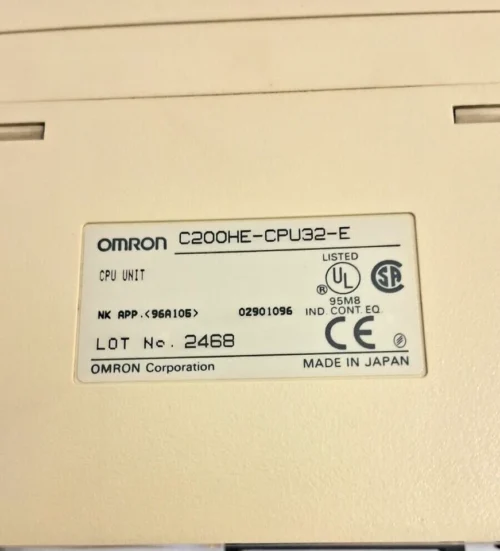 OMRON C200HE-CPU32-E
CPU UNIT
LISTED
UL
®
SA
95M8
NK APP.<96A105> 02901096 IND. CONT. EQ.
LOT No. 2468
CE
OMRON Corporation MADE IN JAPAN